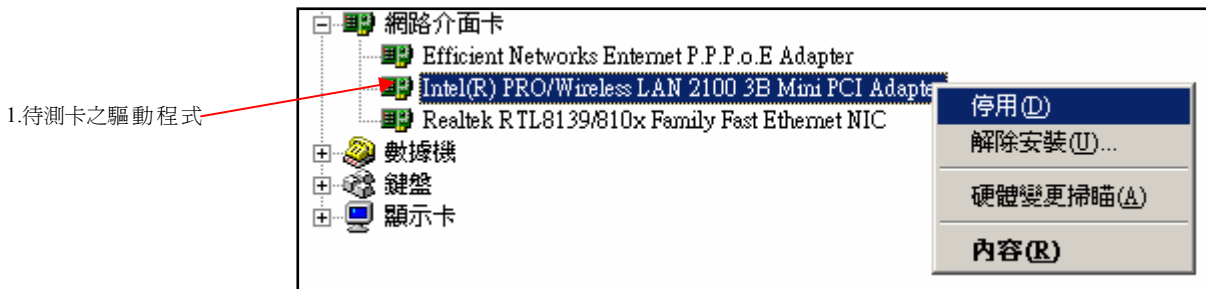 網路介面卡
Efficient Networks Enternet P.P.P.o.E Adapter
Intel(R) PRO/Wireless LAN 2100 3B Mini PCI Adapte
1.待測卡之驅動程式
停用(D)
Realtek RTL8139/810x Family Fast Ethernet NIC
解除安裝(U)...
數據機
鍵盤
硬體變更掃瞄(A)
顯示卡
內容(R)